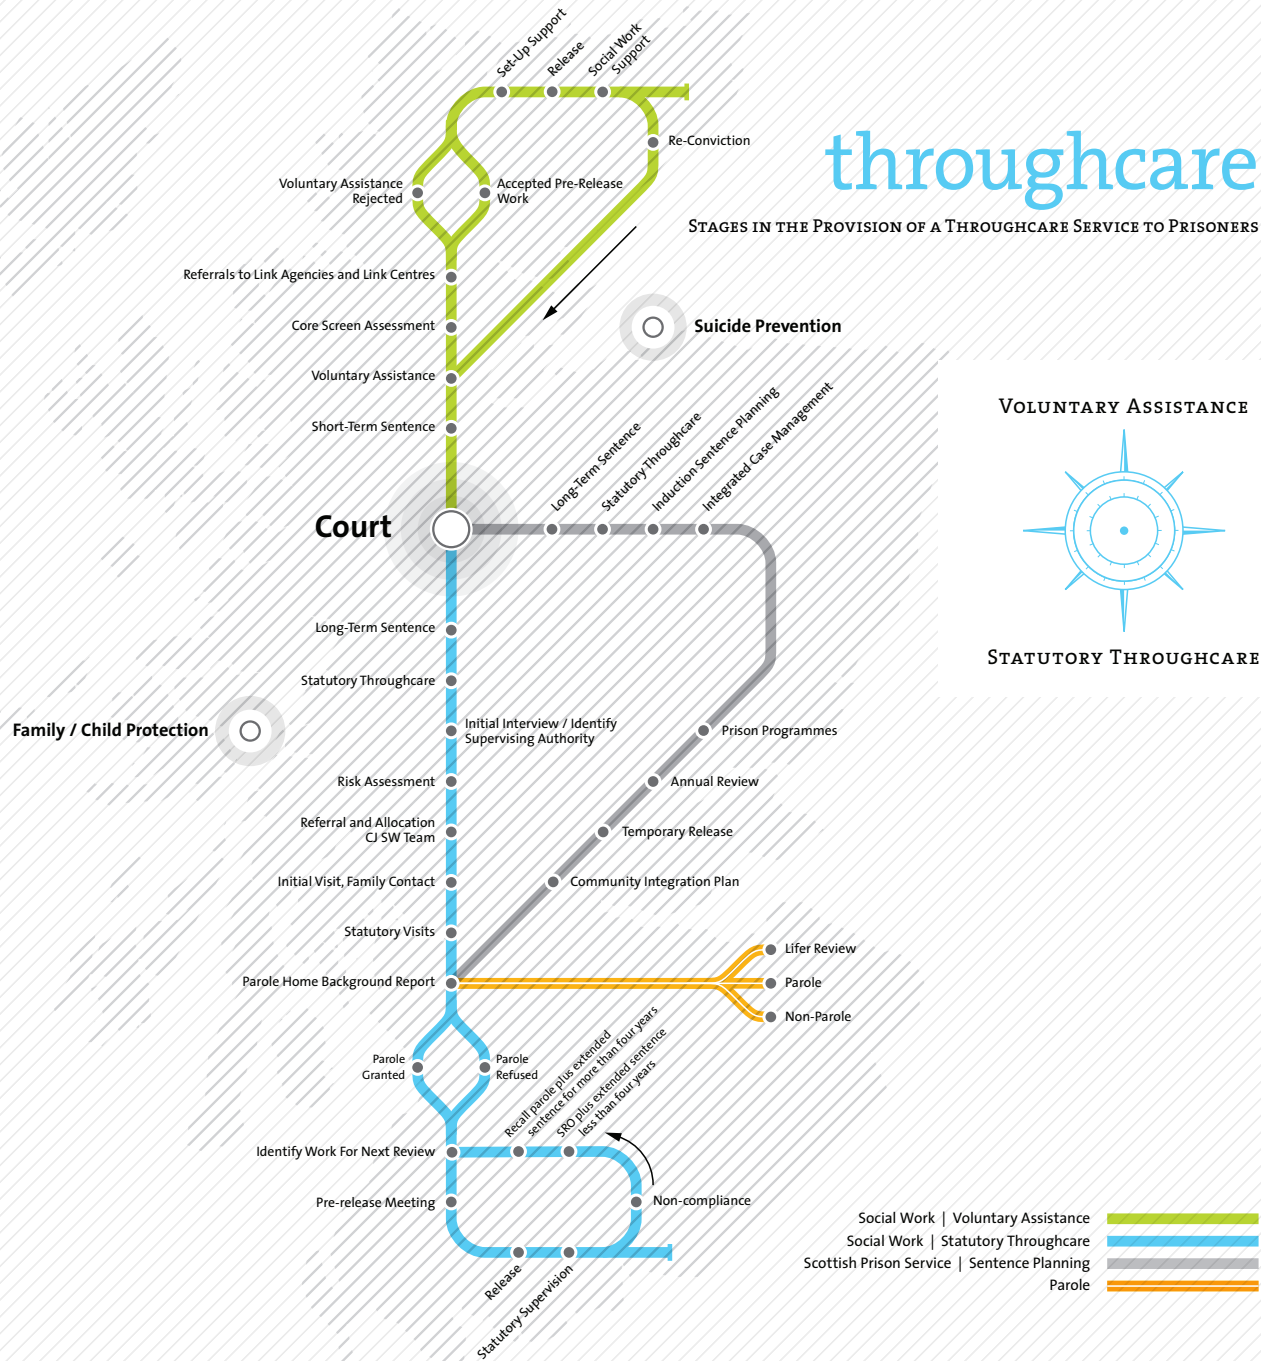 Set-Up Support
Release
Social Work
Support
Re-Conviction
throughcare
Stages in the Provision of a Throughcare Service to Prisoners
Voluntary Assistance
Rejected
Accepted Pre-Release
Work
Referrals to Link Agencies and Link Centres
Core Screen Assessment
Suicide Prevention
Voluntary Assistance
Short-Term Sentence
Voluntary Assistance
Statutory Throughcare
Court
Long-Term Sentence
Statutory Throughcare
Induction Sentence Planning
Integrated Case Management
Long-Term Sentence
Statutory Throughcare
Family / Child Protection
Initial Interview / Identify
Supervising Authority
Prison Programmes
Risk Assessment
Annual Review
Referral and Allocation
CJ SW Team
Temporary Release
Initial Visit, Family Contact
Community Integration Plan
Statutory Visits
Lifer Review
Parole Home Background Report
Parole
Non-Parole
Parole
Granted
Parole
Refused
Recall parole plus extended
sentence for more than four years
SRO plus extended sentence
less than four years
Identify Work For Next Review
Pre-release Meeting
Non-compliance
Release
Statutory Supervision
Social Work | Voluntary Assistance
Social Work | Statutory Throughcare
Scottish Prison Service | Sentence Planning
Parole